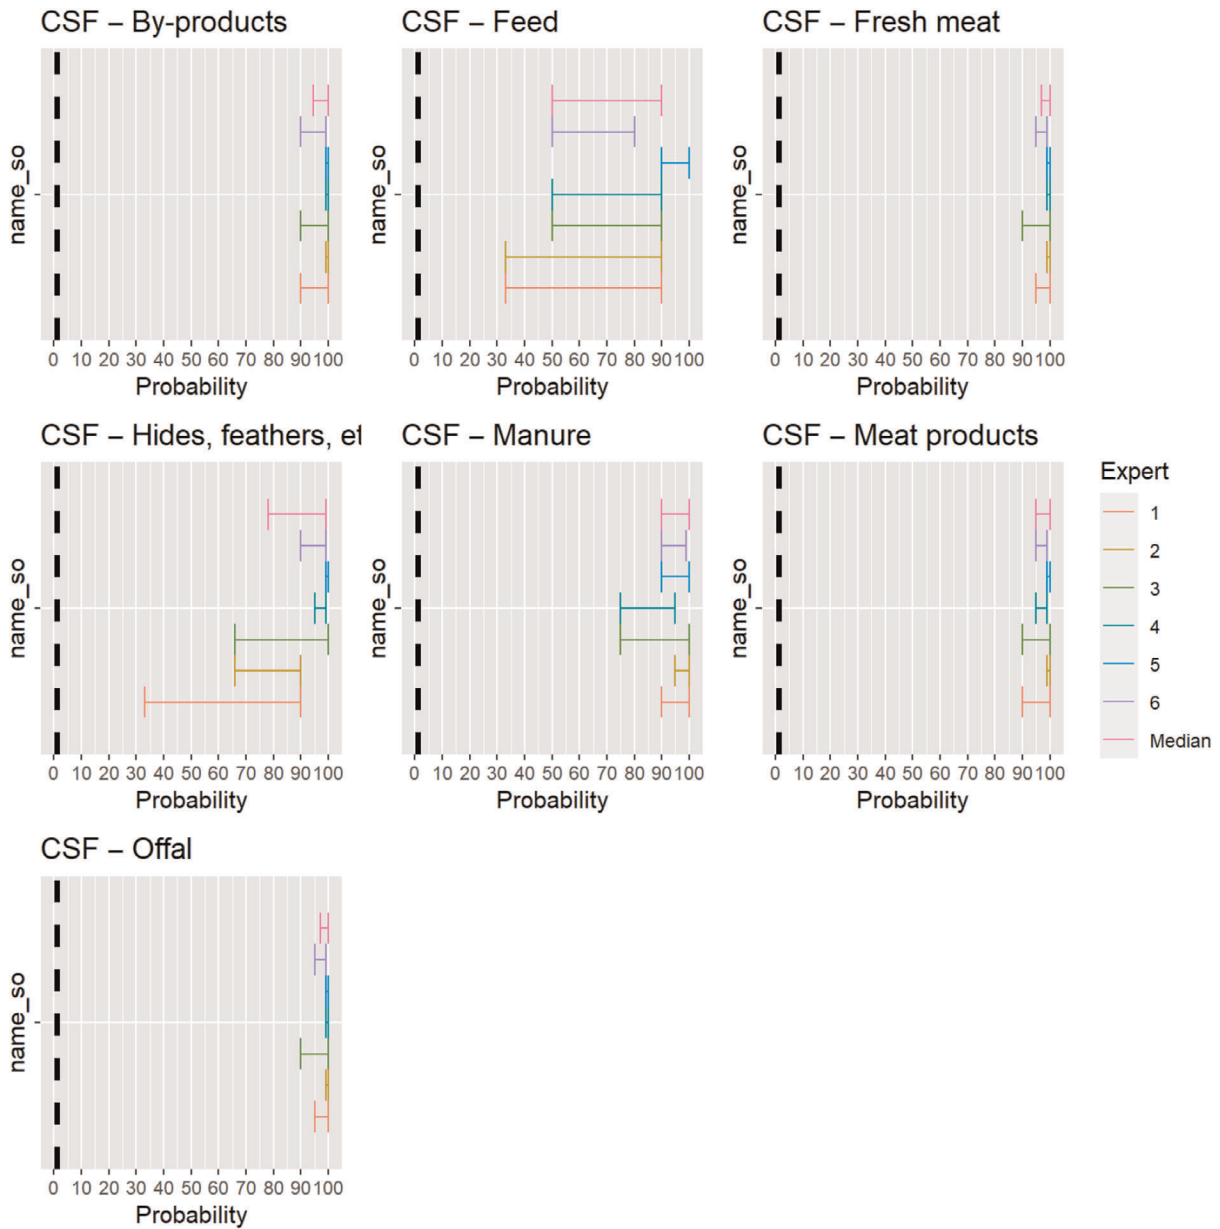 CSF – By-products
CSF – Feed
CSF – Fresh meat
name_so
name_so
name_so
0 10 20 30 40 50 60 70 80 90 100
0 10 20 30 40 50 60 70 80 90 100
0 10 20 30 40 50 60 70 80 90 100
Probability
Probability
Probability
CSF – Hides, feathers, et
CSF – Manure
CSF – Meat products
name_so
name_so
name_so
0 10 20 30 40 50 60 70 80 90 100
0 10 20 30 40 50 60 70 80 90 100
0 10 20 30 40 50 60 70 80 90 100
Probability
Probability
Probability
Expert
1
2
3
4
5
6
Median
CSF – Offal
name_so
0 10 20 30 40 50 60 70 80 90 100
Probability